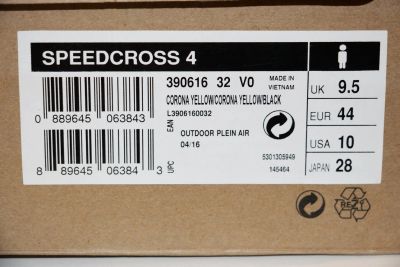 SPEEDCROSS 4
390616 32 V0
MADE IN
VIETNAM
CORONA YELLOW/CORONA YELLOW/BLACK
L3906160032
0 889645 063843
EAN
OUTDOOR PLEIN AIR
04/16
8 89645 06384 3
UPC
5301305949
145464
UK 9.5
EUR 44
USA 10
JAPAN 28
RESY